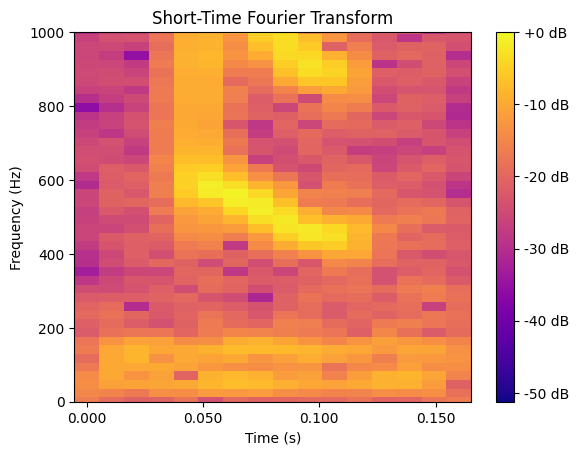 Short-Time Fourier Transform
Frequency (Hz)
1000
800
600
400
200
0
0.000
0.050
0.100
0.150
Time (s)
+0 dB
-10 dB
-20 dB
-30 dB
-40 dB
-50 dB